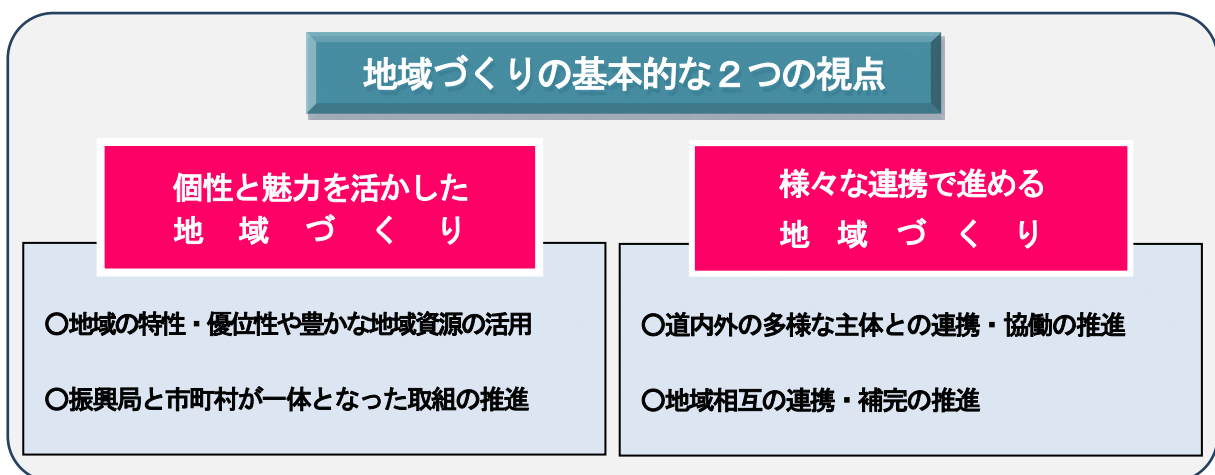 地域づくりの基本的な２つの視点
個性と魅力を活かした
地域づくり
〇地域の特性・優位性や豊かな地域資源の活用
〇振興局と市町村が一体となった取組の推進
様々な連携で進める
地域づくり
〇道内外の多様な主体との連携・協働の推進
〇地域相互の連携・補完の推進